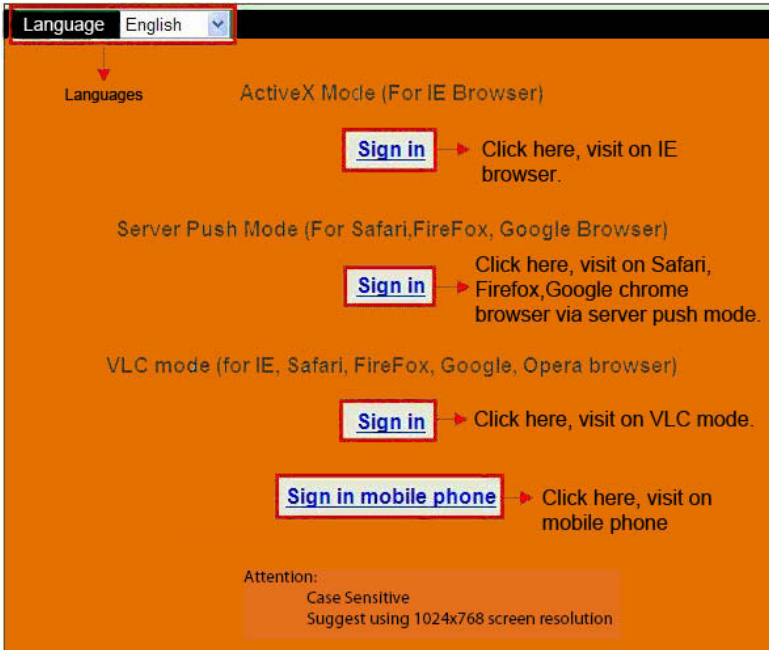 Language English
Languages
ActiveX Mode (For IE Browser)
Sign in
Click here, visit on IE
browser.
Server Push Mode (For Safari,FireFox, Google Browser)
Sign in
Click here, visit on Safari,
Firefox,Google chrome
browser via server push mode.
VLC mode (for IE, Safari, FireFox, Google, Opera browser)
Sign in
Click here, visit on VLC mode.
Sign in mobile phone
Click here, visit on
mobile phone
Attention:
Case Sensitive
Suggest using 1024x768 screen resolution